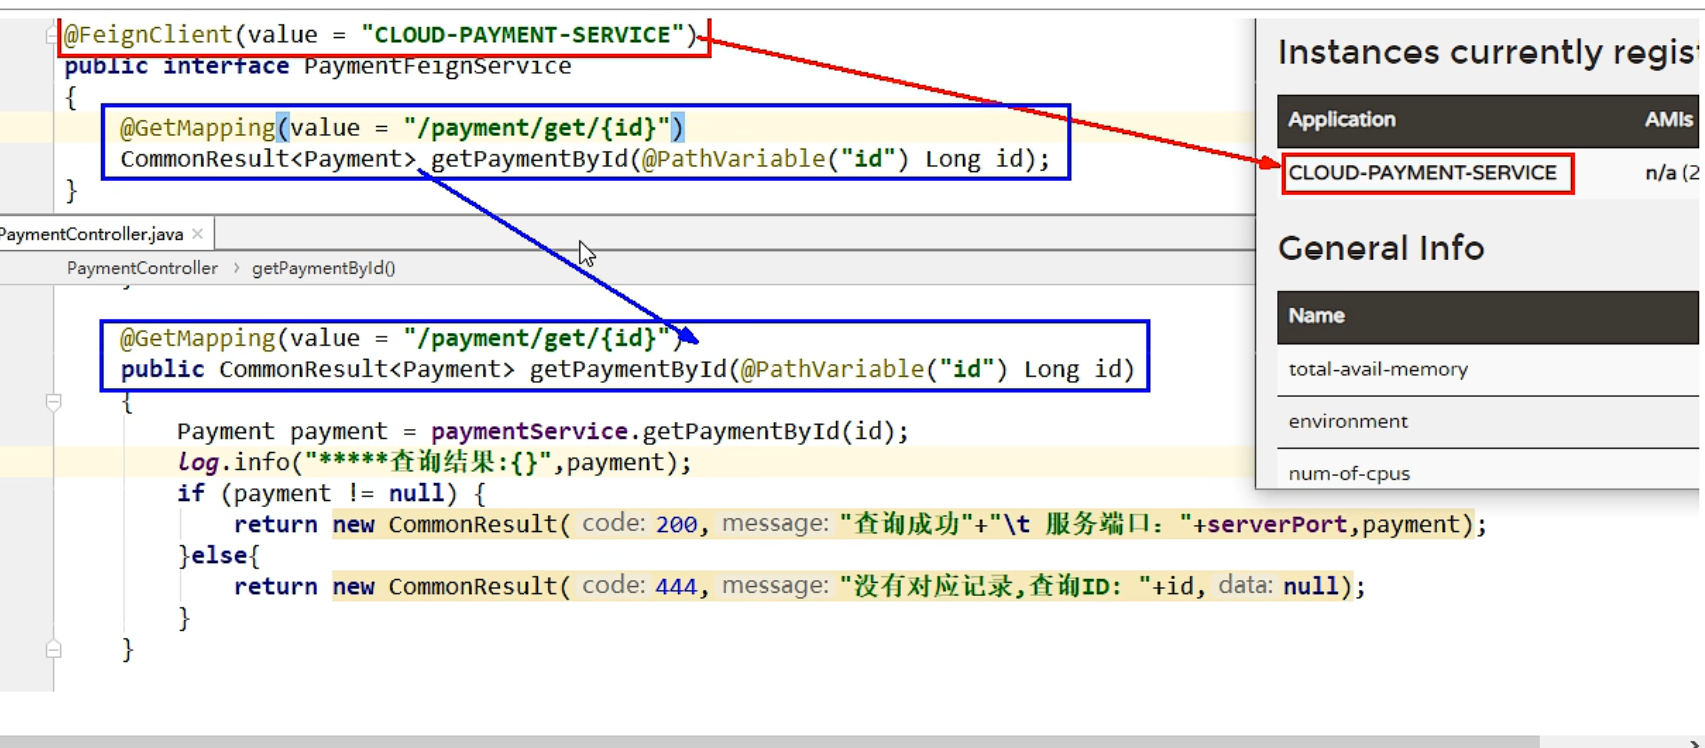 @FeignClient(value = "CLOUD-PAYMENT-SERVICE")
public interface PaymentFeignService
{
@GetMapping(value = "/payment/get/{id}")
CommonResult<Payment> getPaymentById(@PathVariable("id") Long id);
}
PaymentController.java ×
PaymentController > getPaymentById()
}
@GetMapping(value = "/payment/get/{id}")
public CommonResult<Payment> getPaymentById(@PathVariable("id") Long id)
{
Payment payment = paymentService.getPaymentById(id);
log.info("*****查询结果:{}",payment);
if (payment != null) {
return new CommonResult( code: 200, message: "查询成功"+"\t 服务端口: "+serverPort,payment);
}else{
return new CommonResult( code: 444, message: "没有对应记录,查询ID: "+id, data: null);
}
}
Instances currently regis
Application AMIs
CLOUD-PAYMENT-SERVICE n/a (2
General Info
Name
total-avail-memory
environment
num-of-cpus